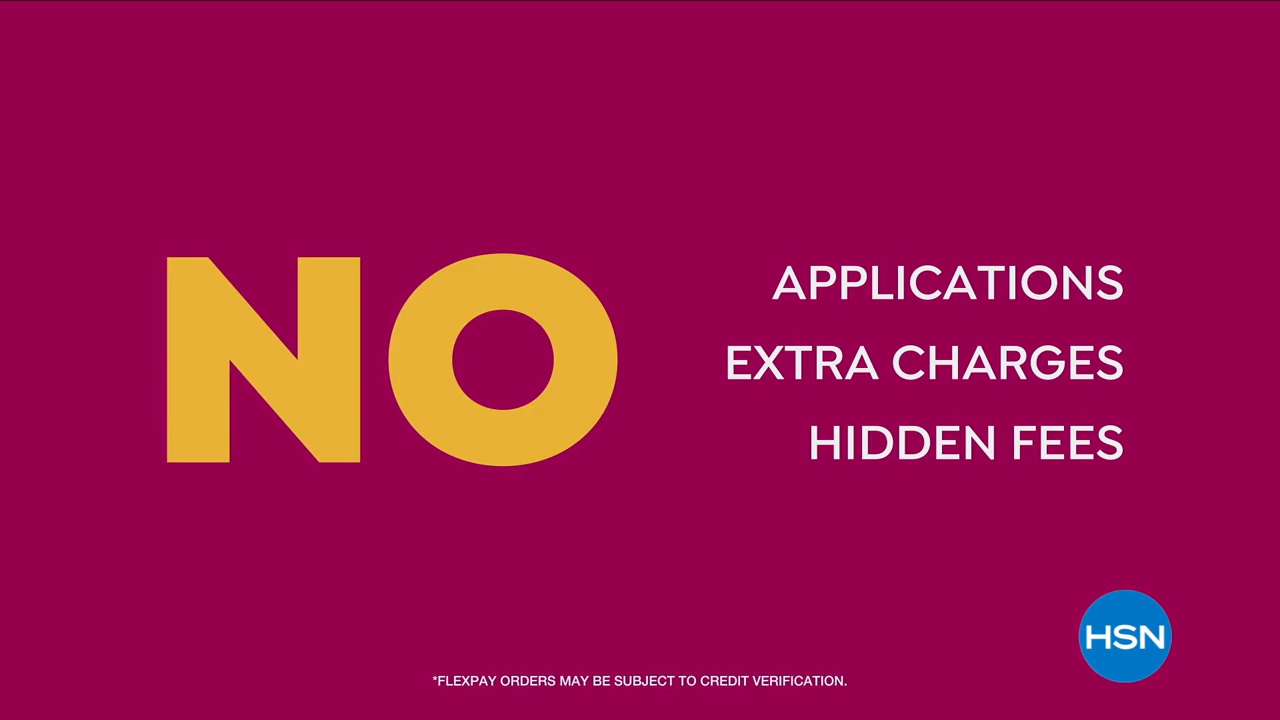 NO
APPLICATIONS
EXTRA CHARGES
HIDDEN FEES
HSN
*FLEXPAY ORDERS MAY BE SUBJECT TO CREDIT VERIFICATION.